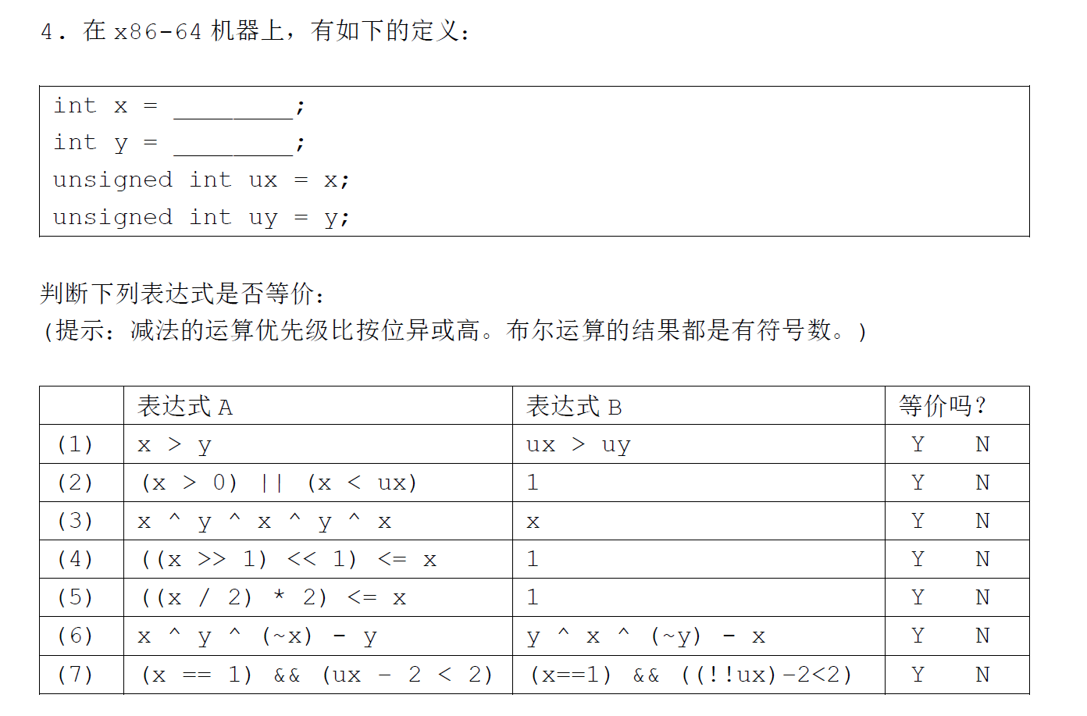 4. 在 x86-64 机器上，有如下的定义：
int x = ________;
int y = ________;
unsigned int ux = x;
unsigned int uy = y;
判断下列表达式是否等价：
(提示：减法的运算优先级比按位异或高。布尔运算的结果都是有符号数。)
表达式 A 表达式 B 等价吗？
(1) x > y ux > uy Y N
(2) (x > 0) || (x < ux) 1 Y N
(3) x ^ y ^ x ^ y ^ x x Y N
(4) ((x >> 1) << 1) <= x 1 Y N
(5) ((x / 2) * 2) <= x 1 Y N
(6) x ^ y ^ (~x) - y y ^ x ^ (~y) - x Y N
(7) (x == 1) && (ux - 2 < 2) (x==1) && ((!!ux)-2<2) Y N